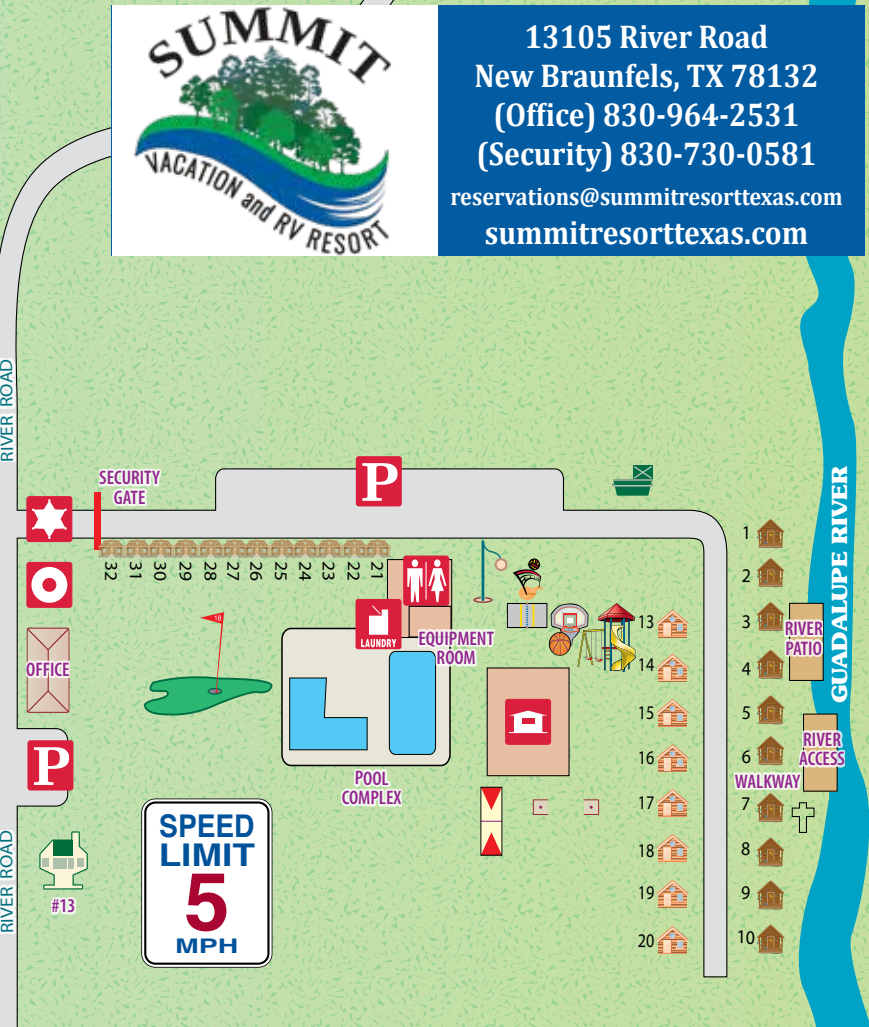 SUMMIT
VACATION and RV RESORT
13105 River Road
New Braunfels, TX 78132
(Office) 830-964-2531
(Security) 830-730-0581
reservations@summitresorttexas.com
summitresorttexas.com
RIVER ROAD
SECURITY
GATE
P
32
31
30
29
28
27
26
25
24
23
22
21
18
LAUNDRY
EQUIPMENT
ROOM
OFFICE
P
POOL
COMPLEX
13
14
15
16
17
18
19
20
1
2
3
4
5
6
7
8
9
10
RIVER
PATIO
RIVER
ACCESS
WALKWAY
GUADALUPE RIVER
SPEED
LIMIT
5
MPH
#13
RIVER ROAD